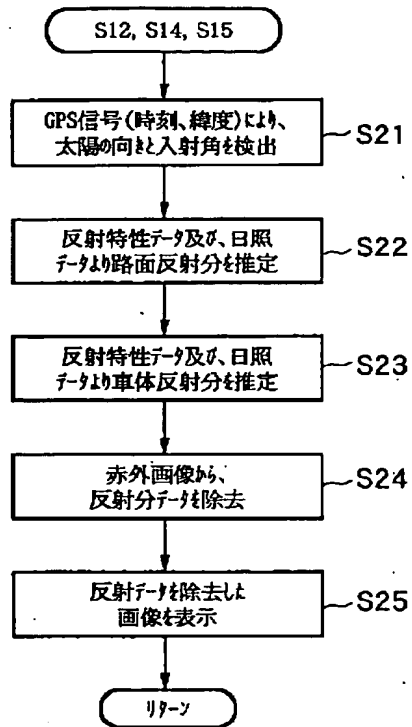 S12, S14, S15
GPS信号(時刻、緯度)により、
太陽の向きと入射角を検出
S21
反射特性データ及び、日照
データより路面反射分を推定
S22
反射特性データ及び、日照
データより車体反射分を推定
S23
赤外画像から、
反射分データを除去
S24
反射データを除去した
画像を表示
S25
リターン